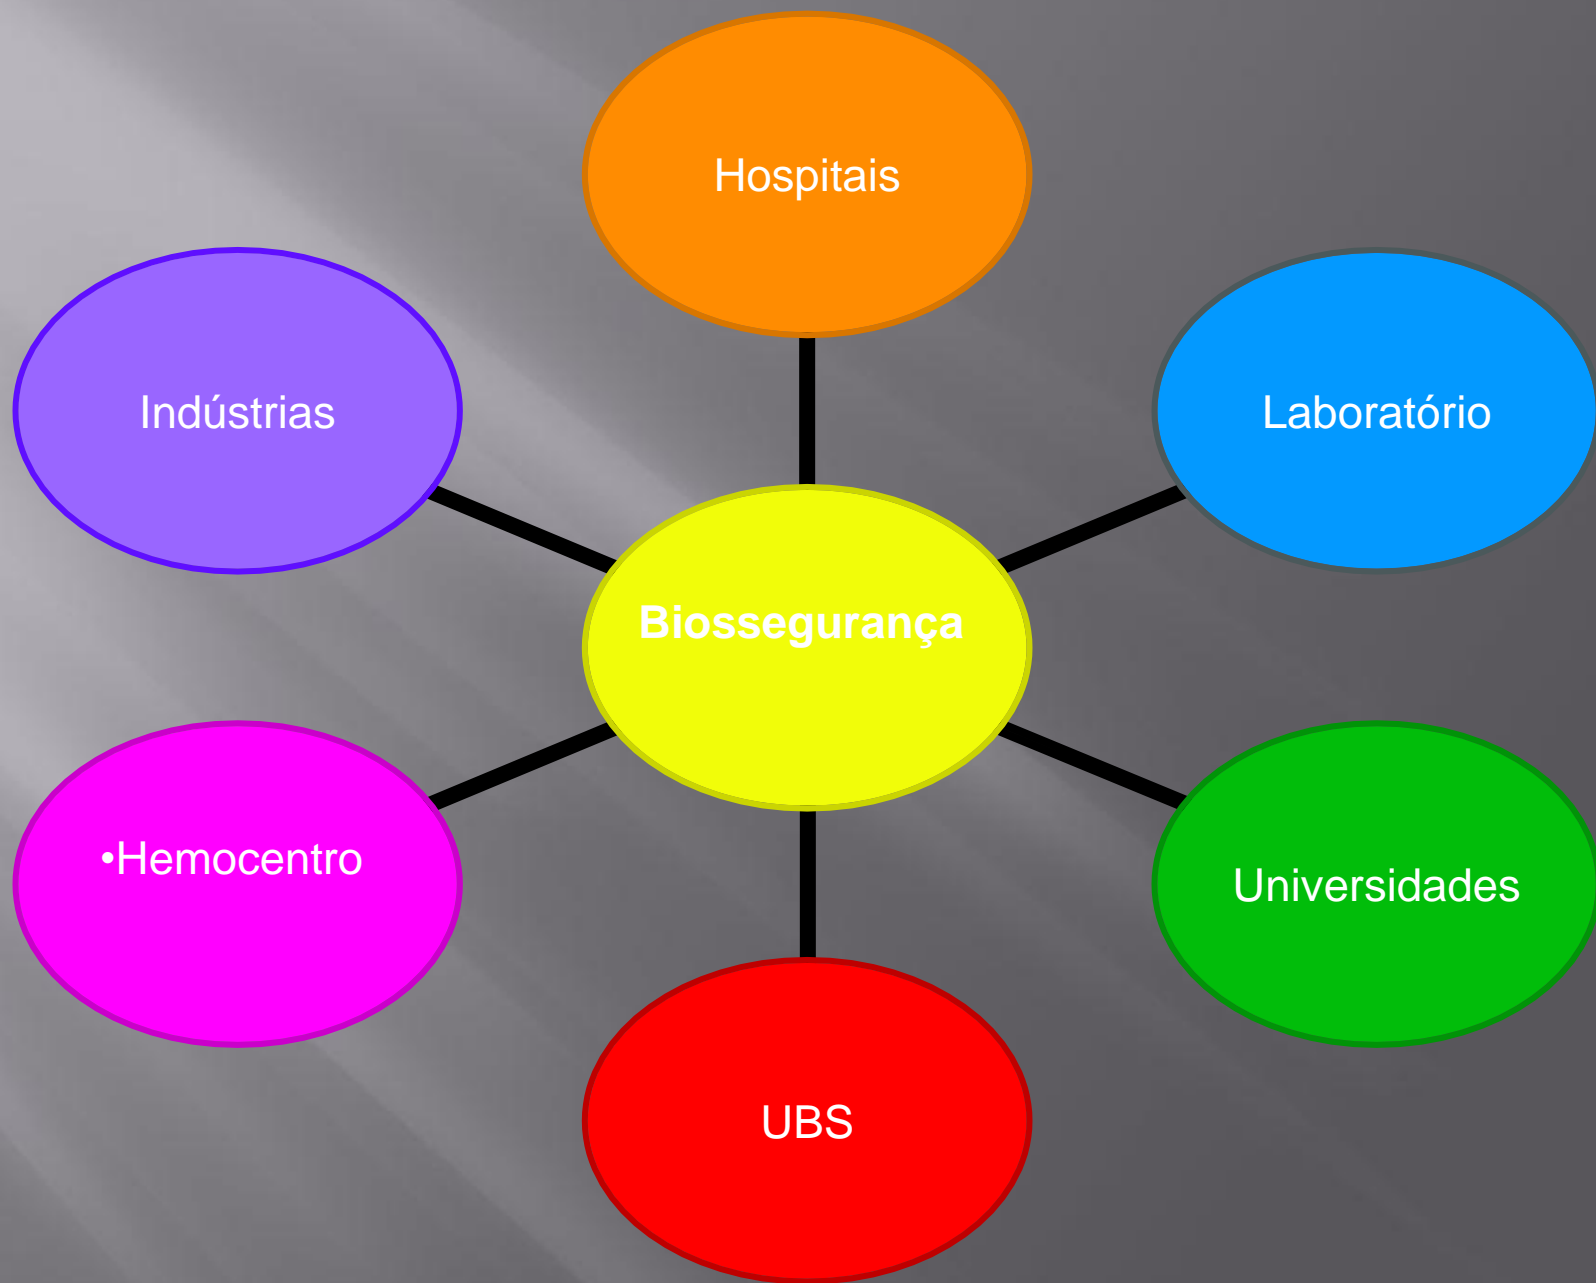 Hospitais
Indústrias
Laboratório
Biossegurança
•Hemocentro
Universidades
UBS